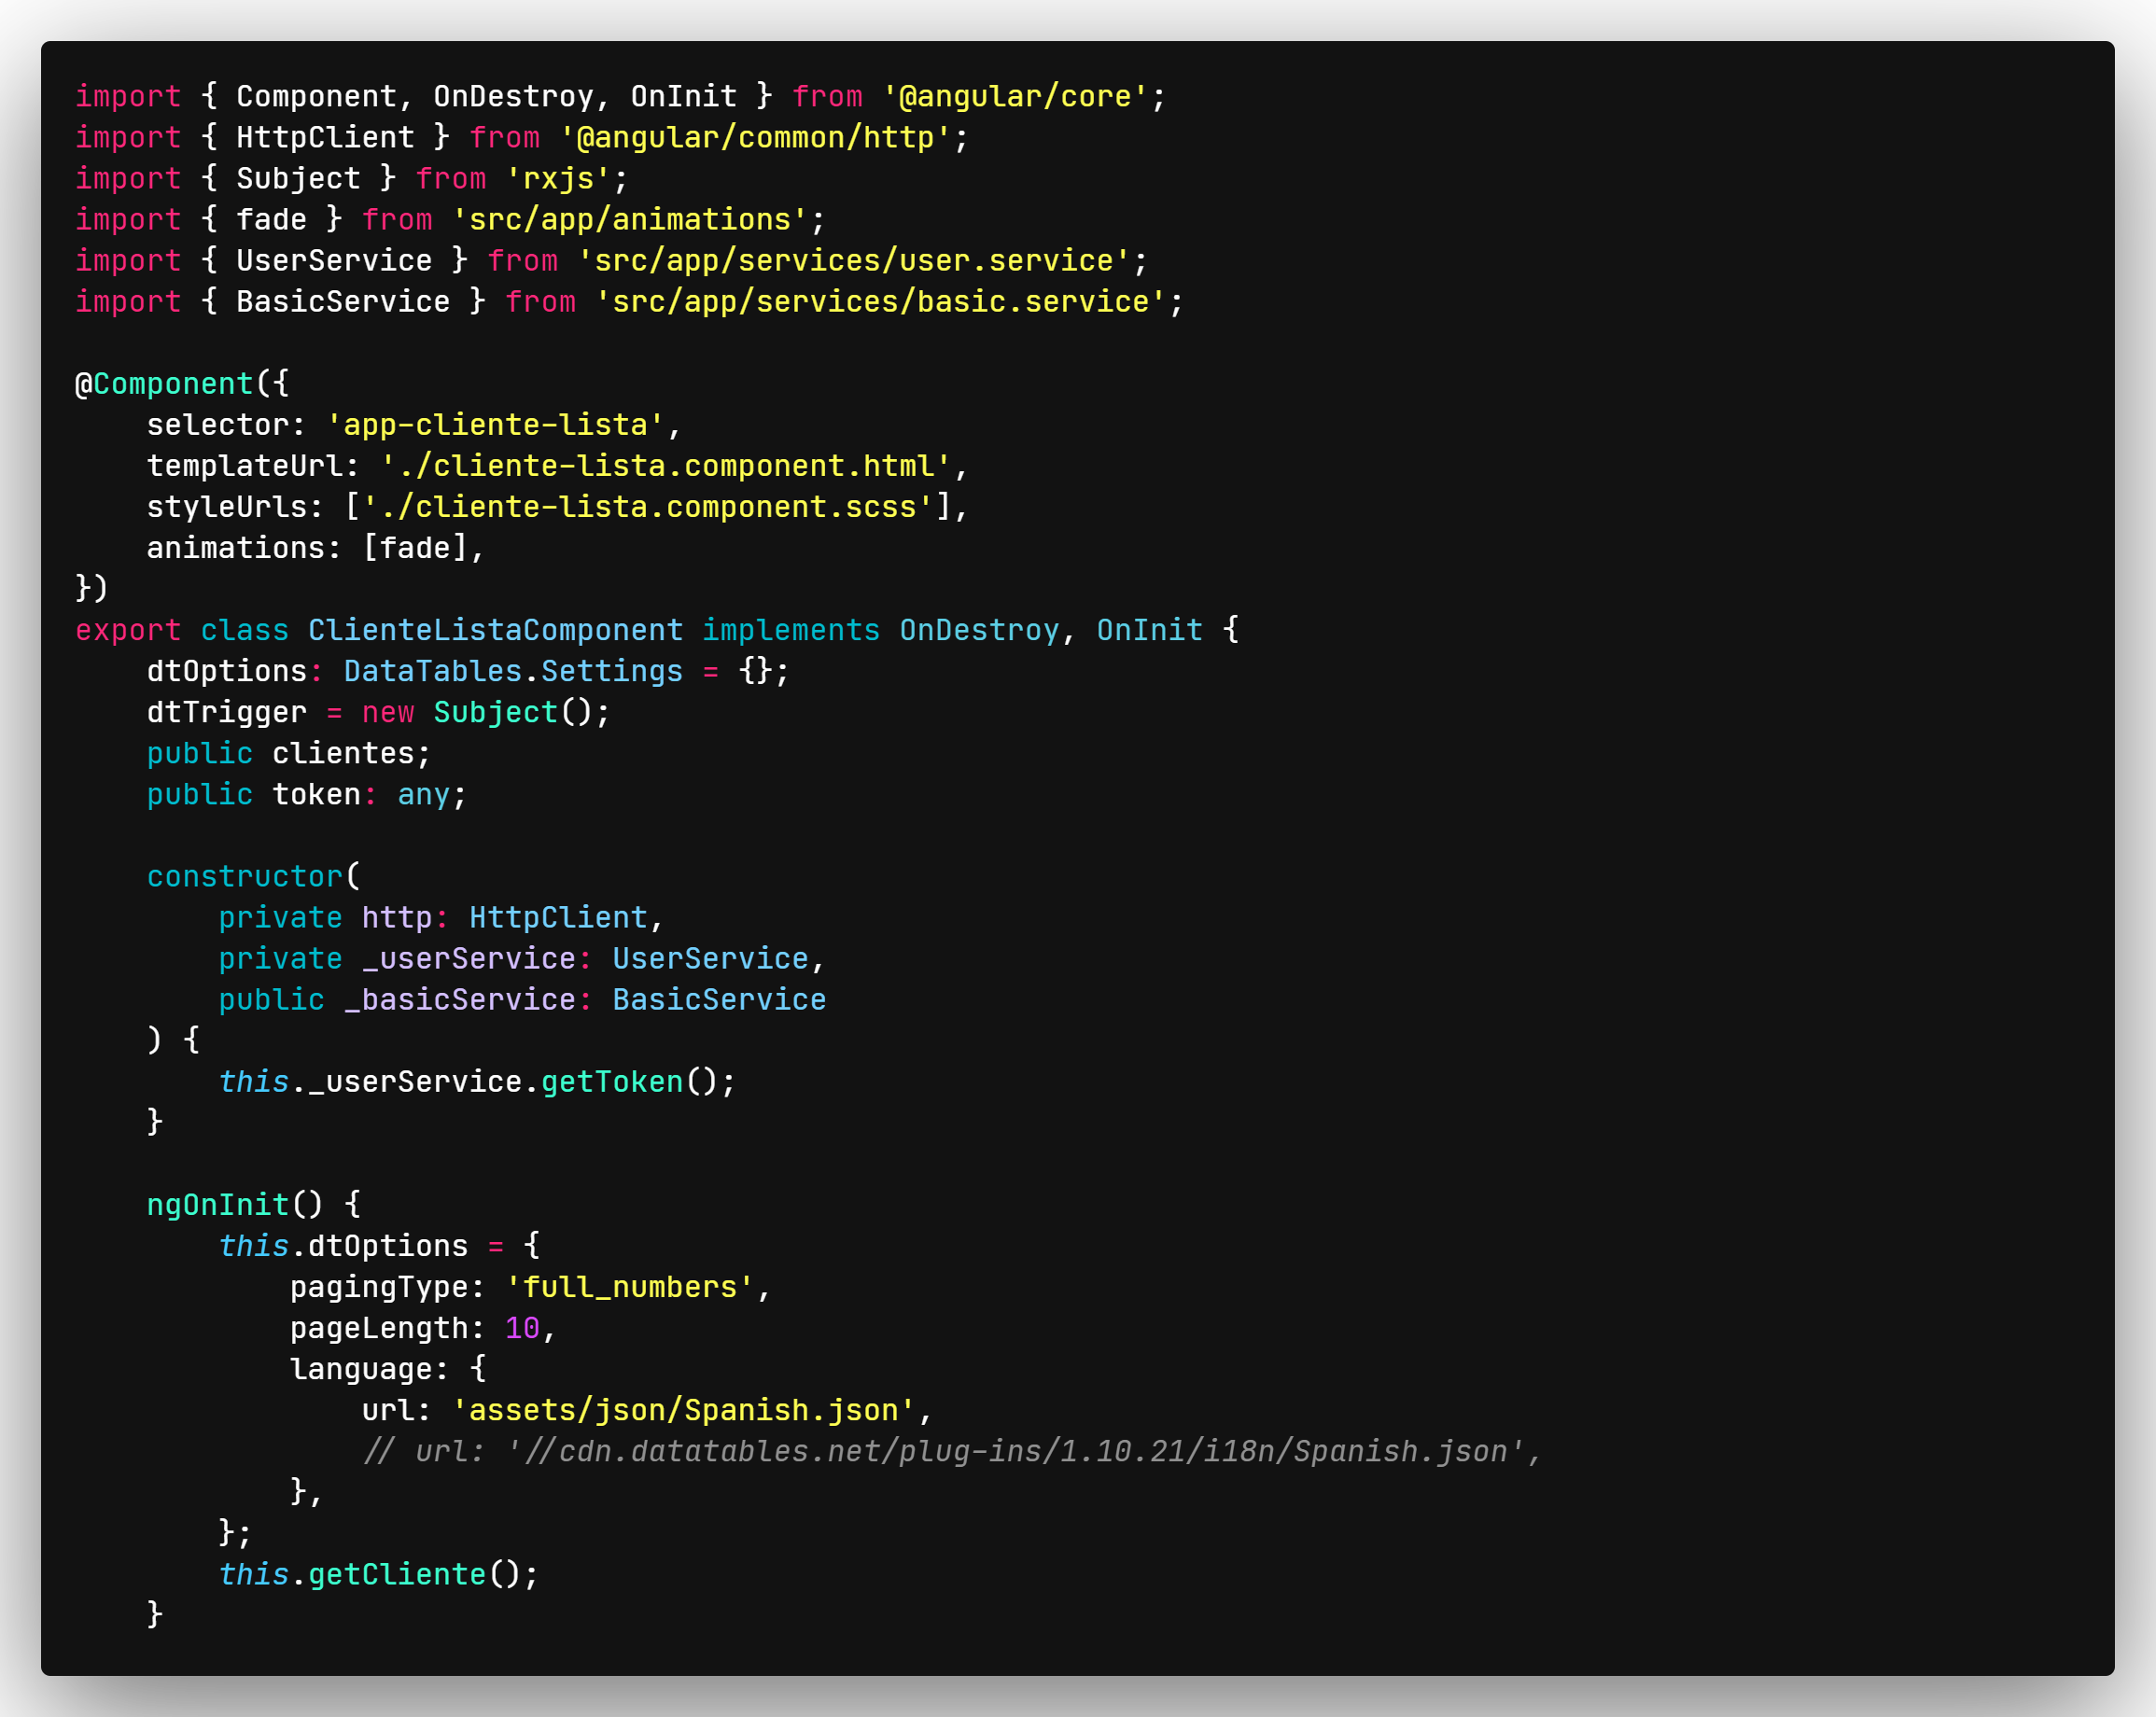 import { Component, OnDestroy, OnInit } from '@angular/core';
import { HttpClient } from '@angular/common/http';
import { Subject } from 'rxjs';
import { fade } from 'src/app/animations';
import { UserService } from 'src/app/services/user.service';
import { BasicService } from 'src/app/services/basic.service';

@Component({
    selector: 'app-cliente-lista',
    templateUrl: './cliente-lista.component.html',
    styleUrls: ['./cliente-lista.component.scss'],
    animations: [fade],
})
export class ClienteListaComponent implements OnDestroy, OnInit {
    dtOptions: DataTables.Settings = {};
    dtTrigger = new Subject();
    public clientes;
    public token: any;

    constructor(
        private http: HttpClient,
        private _userService: UserService,
        public _basicService: BasicService
    ) {
        this._userService.getToken();
    }

    ngOnInit() {
        this.dtOptions = {
            pagingType: 'full_numbers',
            pageLength: 10,
            language: {
                url: 'assets/json/Spanish.json',
                // url: '//cdn.datatables.net/plug-ins/1.10.21/i18n/Spanish.json',
            },
        };
        this.getCliente();
    }